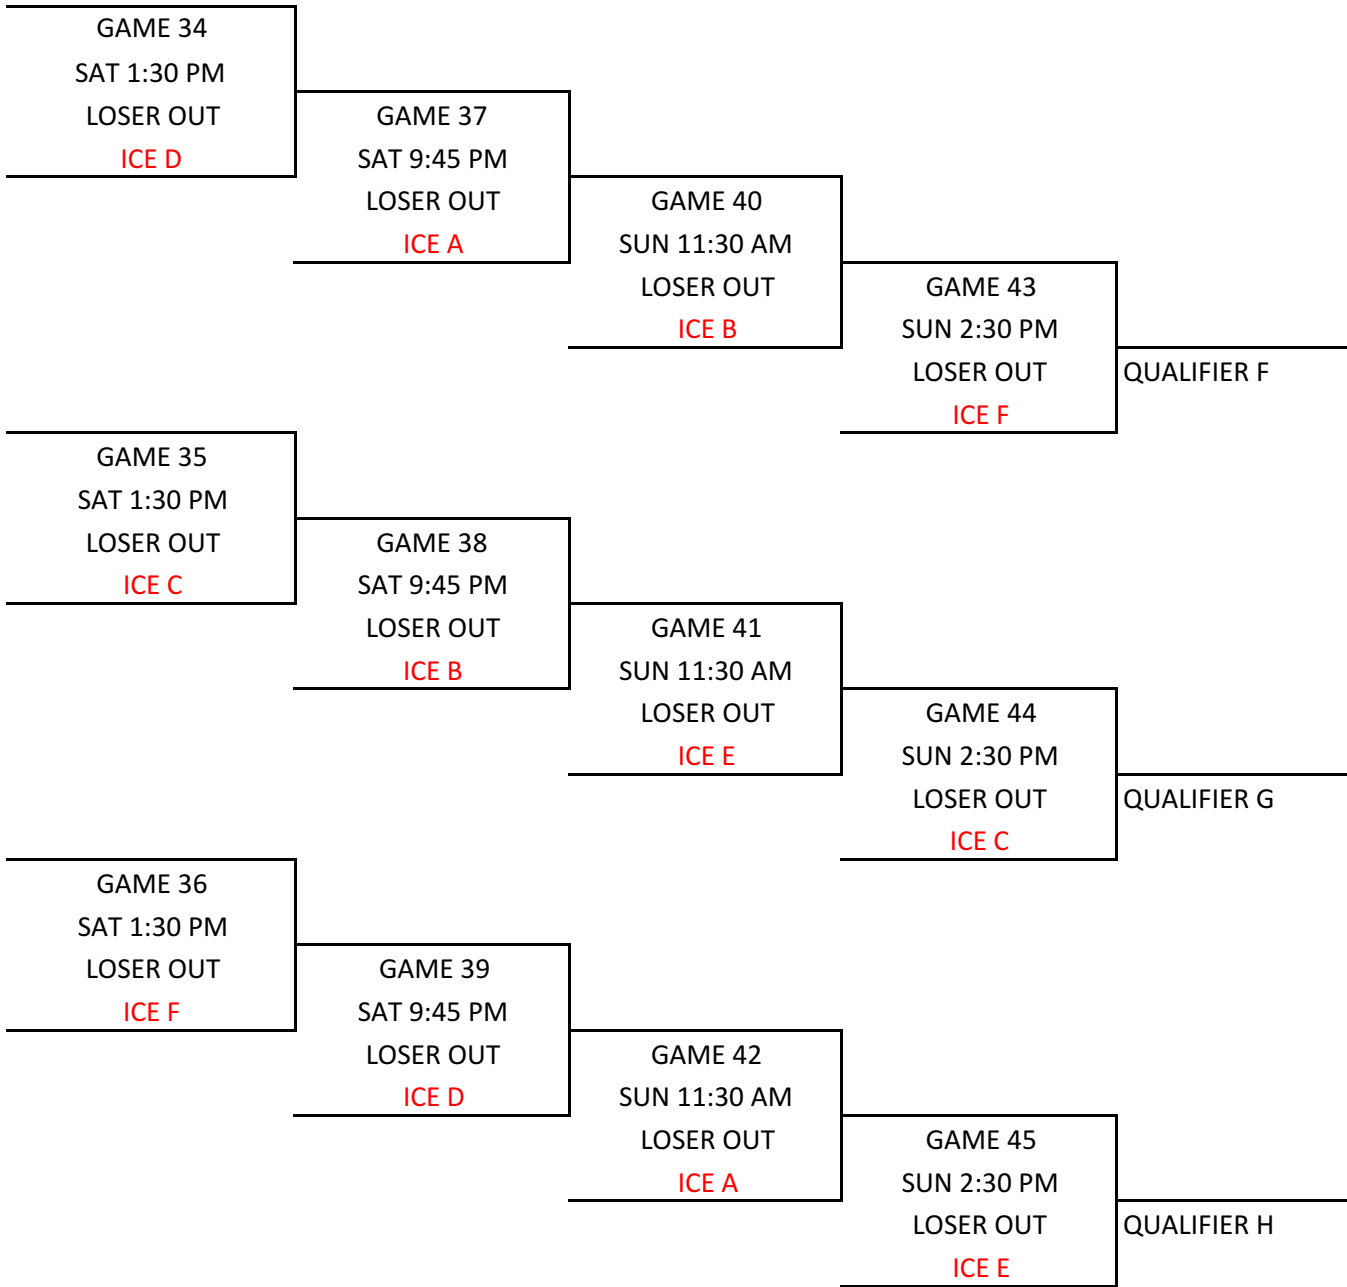 GAME 34
SAT 1:30 PM
LOSER OUT
ICE D
GAME 37
SAT 9:45 PM
LOSER OUT
ICE A
GAME 40
SUN 11:30 AM
LOSER OUT
ICE B
GAME 43
SUN 2:30 PM
LOSER OUT
ICE F
QUALIFIER F
GAME 35
SAT 1:30 PM
LOSER OUT
ICE C
GAME 38
SAT 9:45 PM
LOSER OUT
ICE B
GAME 41
SUN 11:30 AM
LOSER OUT
ICE E
GAME 44
SUN 2:30 PM
LOSER OUT
ICE C
QUALIFIER G
GAME 36
SAT 1:30 PM
LOSER OUT
ICE F
GAME 39
SAT 9:45 PM
LOSER OUT
ICE D
GAME 42
SUN 11:30 AM
LOSER OUT
ICE A
GAME 45
SUN 2:30 PM
LOSER OUT
ICE E
QUALIFIER H